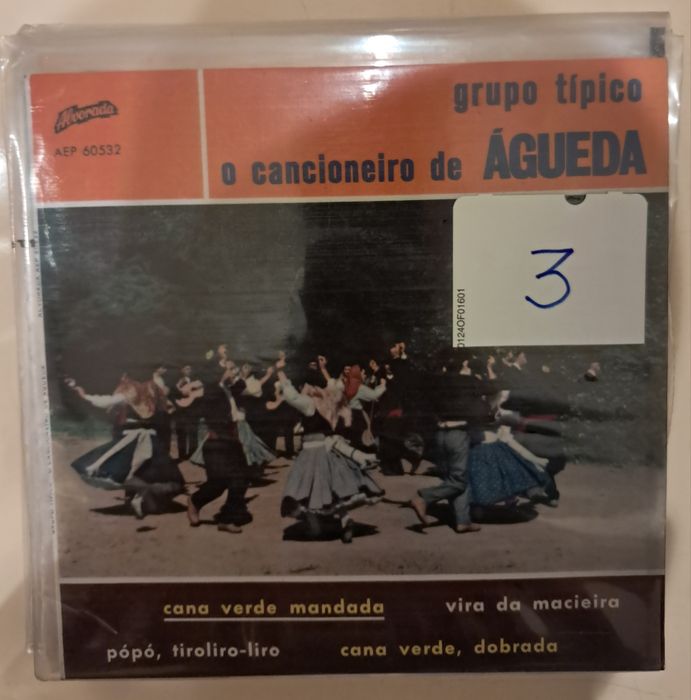 Alvorada
AEP 60532
grupo típico
o cancioneiro de ÁGUEDA
3
0124OF01601
cana verde mandada
vira da macieira
pópó, tiroliro-liro
cana verde, dobrada